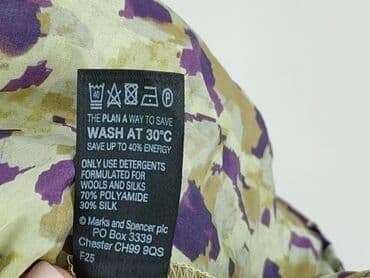 40
P
THE PLAN A WAY TO SAVE
WASH AT 30°C
SAVE UP TO 40% ENERGY
ONLY USE DETERGENTS
FORMULATED FOR
WOOLS AND SILKS
70% POLYAMIDE
30% SILK
© Marks and Spencer plc
PO Box 3339
Chester CH99 9QS
F25